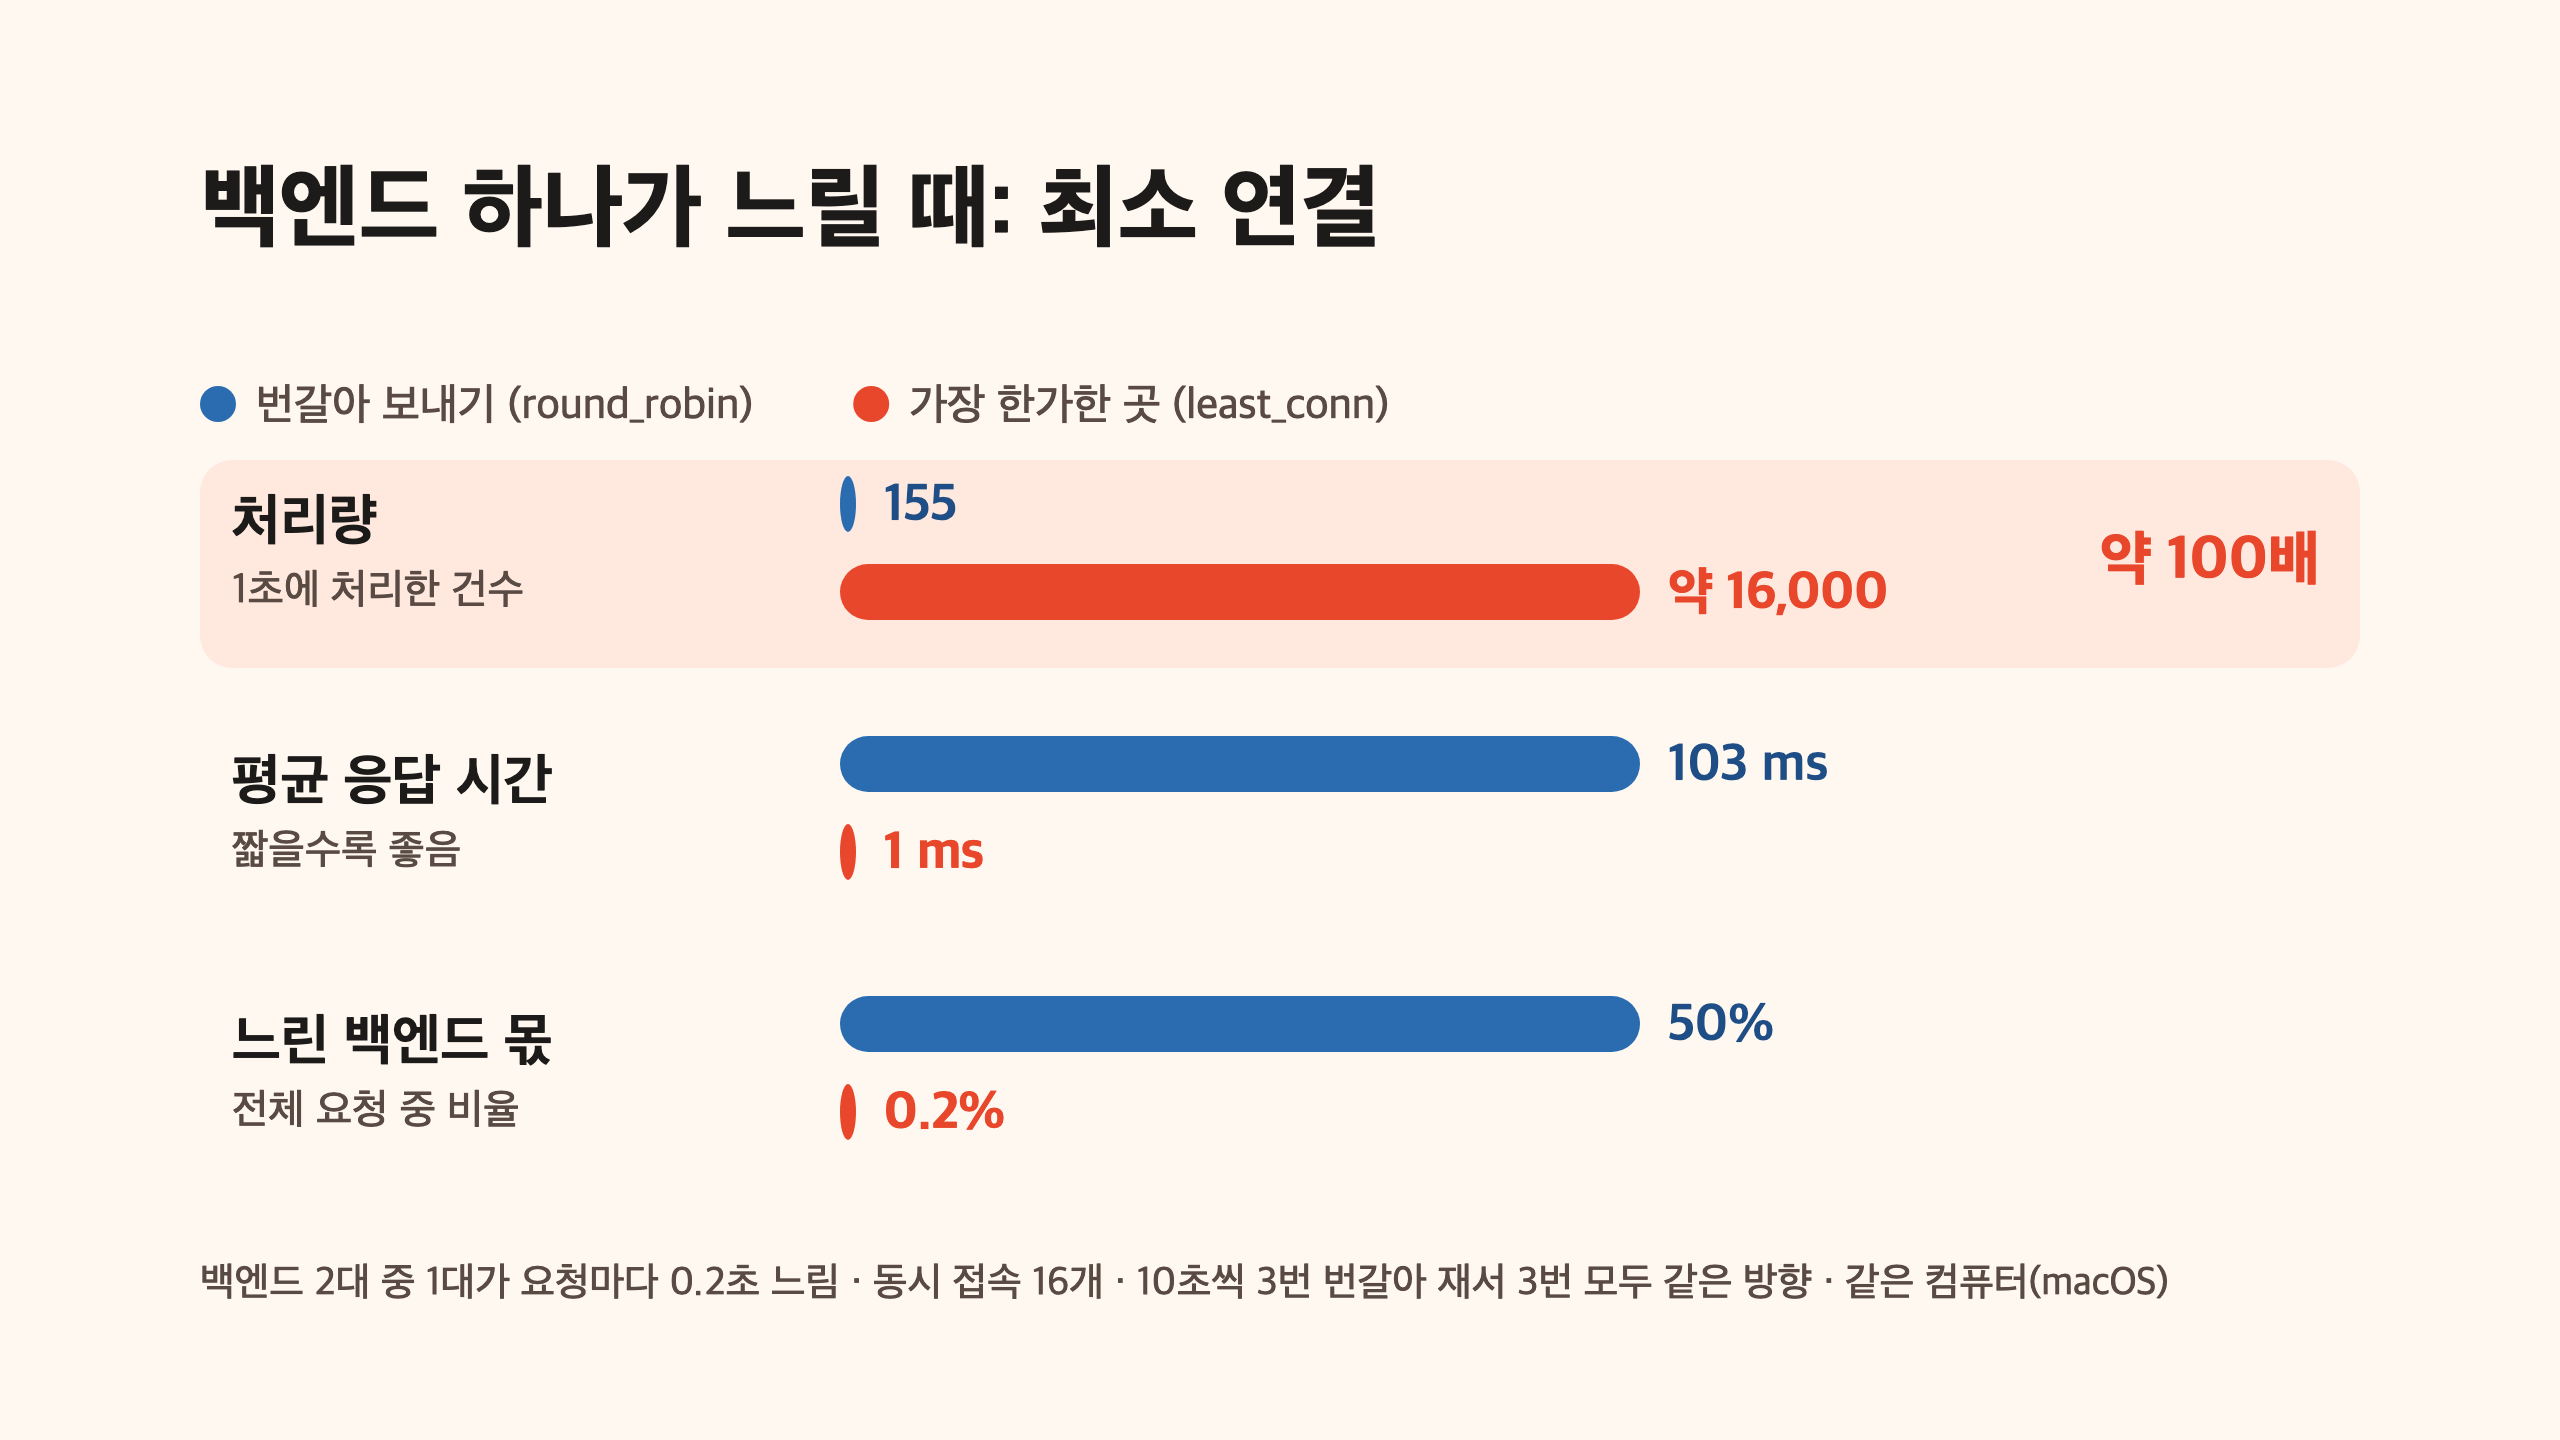 백엔드 하나가 느릴 때: 최소 연결
번갈아 보내기 (round_robin)
가장 한가한 곳 (least_conn)
처리량
1초에 처리한 건수
155
약 16,000
약 100배
평균 응답 시간
짧을수록 좋음
103 ms
1 ms
느린 백엔드 몫
전체 요청 중 비율
50%
0.2%
백엔드 2대 중 1대가 요청마다 0.2초 느림 · 동시 접속 16개 · 10초씩 3번 번갈아 재서 3번 모두 같은 방향 · 같은 컴퓨터(macOS)